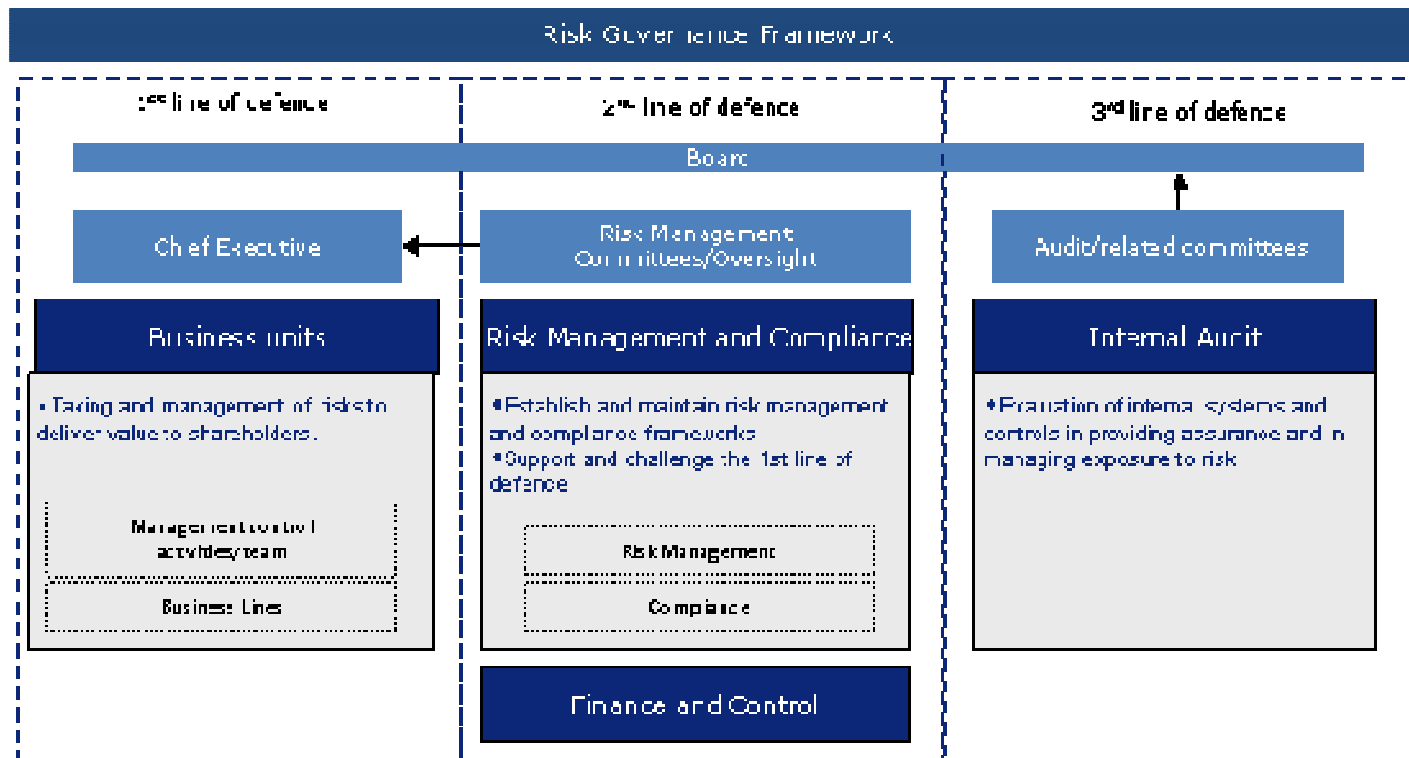 Risk Governance Framework
1st line of defence
2nd line of defence
3rd line of defence
Board
Chief Executive
Risk Management
Committees/Oversight
Audit/related committees
Business units
Risk Management and Compliance
Internal Audit
• Taking and management of risks to
deliver value to shareholders.
Management control
activities/team
Business Lines
•Establish and maintain risk management
and compliance frameworks
•Support and challenge the 1st line of
defence
Risk Management
Compliance
•Evaluation of internal systems and
controls in providing assurance and in
managing exposure to risk
Finance and Control